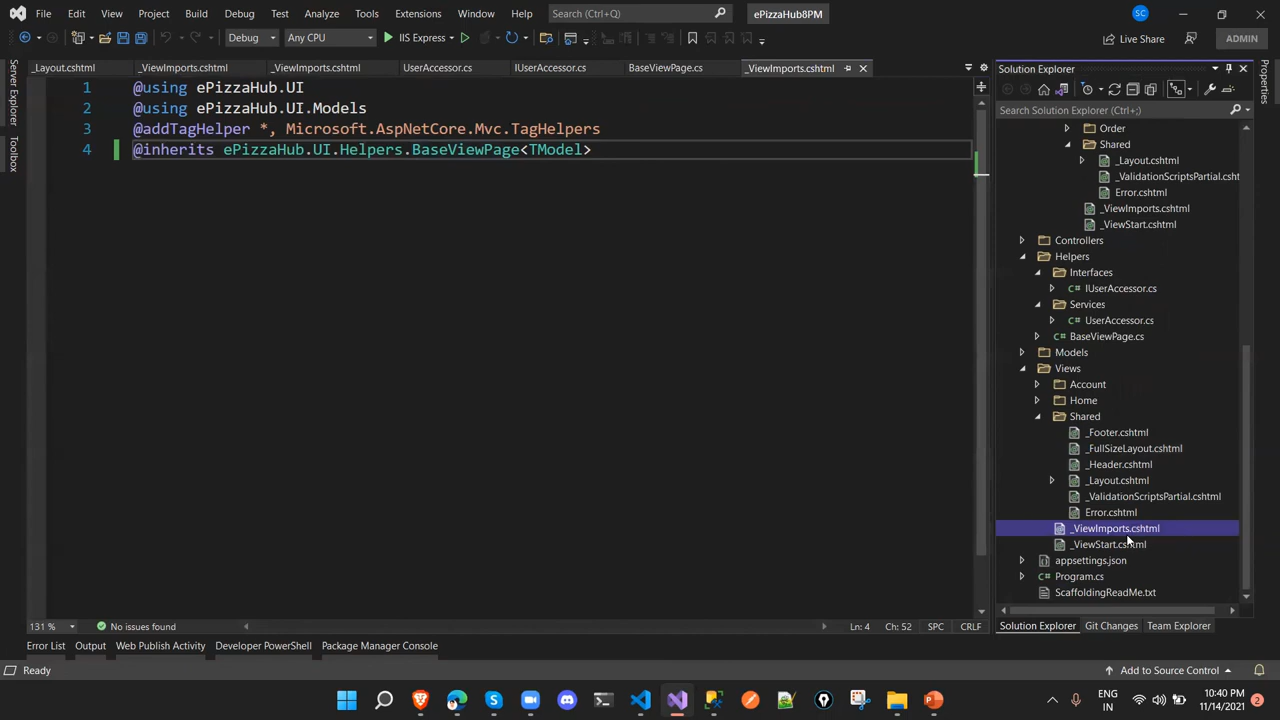 File Edit View Project Build Debug Test Analyze Tools Extensions Window Help Search (Ctrl+Q) ePizzaHub8PM SC
Debug Any CPU IIS Express Live Share ADMIN
_Layout.cshtml _ViewImports.cshtml _ViewImports.cshtml UserAccessor.cs IUserAccessor.cs BaseViewPage.cs _ViewImports.cshtml
Server Explorer
Toolbox
1 @using ePizzaHub.UI
2 @using ePizzaHub.UI.Models
3 @addTagHelper *, Microsoft.AspNetCore.Mvc.TagHelpers
4 @inherits ePizzaHub.UI.Helpers.BaseViewPage<TModel>
Solution Explorer
Search Solution Explorer (Ctrl+;)
Order
Shared
_Layout.cshtml
_ValidationScriptsPartial.csht
Error.cshtml
_ViewImports.cshtml
_ViewStart.cshtml
Controllers
Helpers
Interfaces
C# IUserAccessor.cs
Services
C# UserAccessor.cs
C# BaseViewPage.cs
Models
Views
Account
Home
Shared
_Footer.cshtml
_FullSizeLayout.cshtml
_Header.cshtml
_Layout.cshtml
_ValidationScriptsPartial.cshtml
Error.cshtml
_ViewImports.cshtml
_ViewStart.cshtml
appsettings.json
C# Program.cs
ScaffoldingReadMe.txt
Properties
131 % No issues found Ln: 4 Ch: 52 SPC CRLF
Solution Explorer Git Changes Team Explorer
Error List Output Web Publish Activity Developer PowerShell Package Manager Console
Ready Add to Source Control
ENG
IN
10:40 PM
11/14/2021
2